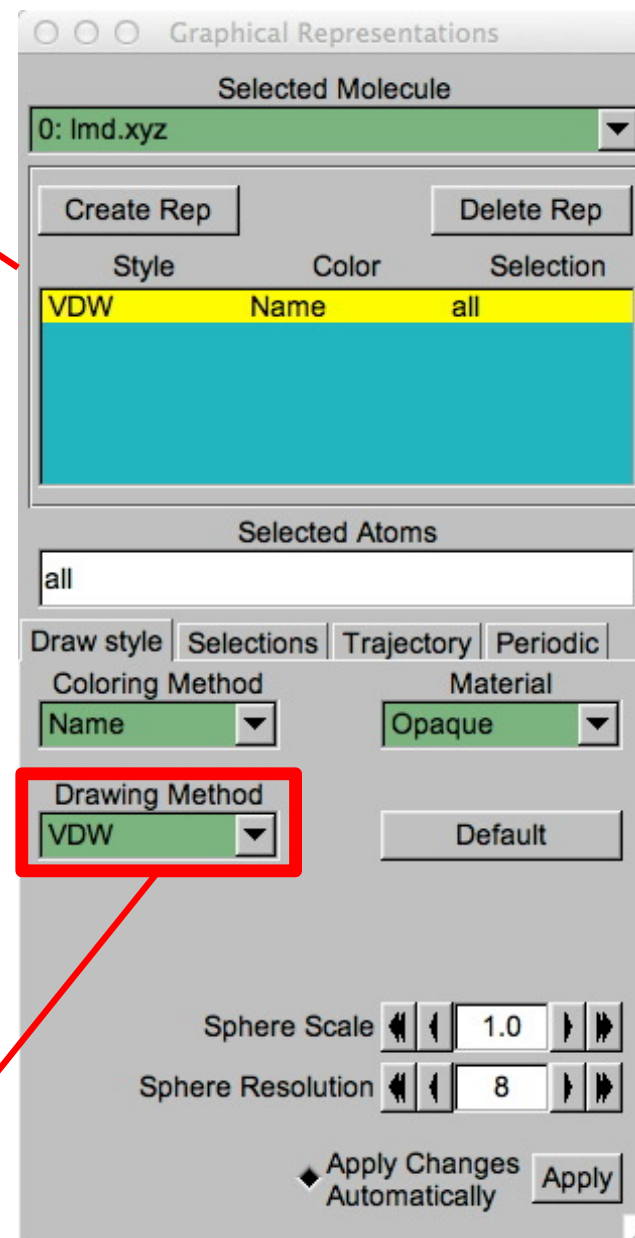 Graphical Representations
Selected Molecule
0: lmd.xyz
Create Rep Delete Rep
Style Color Selection
VDW Name all
Selected Atoms
all
Draw style Selections Trajectory Periodic
Coloring Method Material
Name Opaque
Drawing Method
VDW Default
Sphere Scale 1.0
Sphere Resolution 8
Apply Changes
Automatically Apply